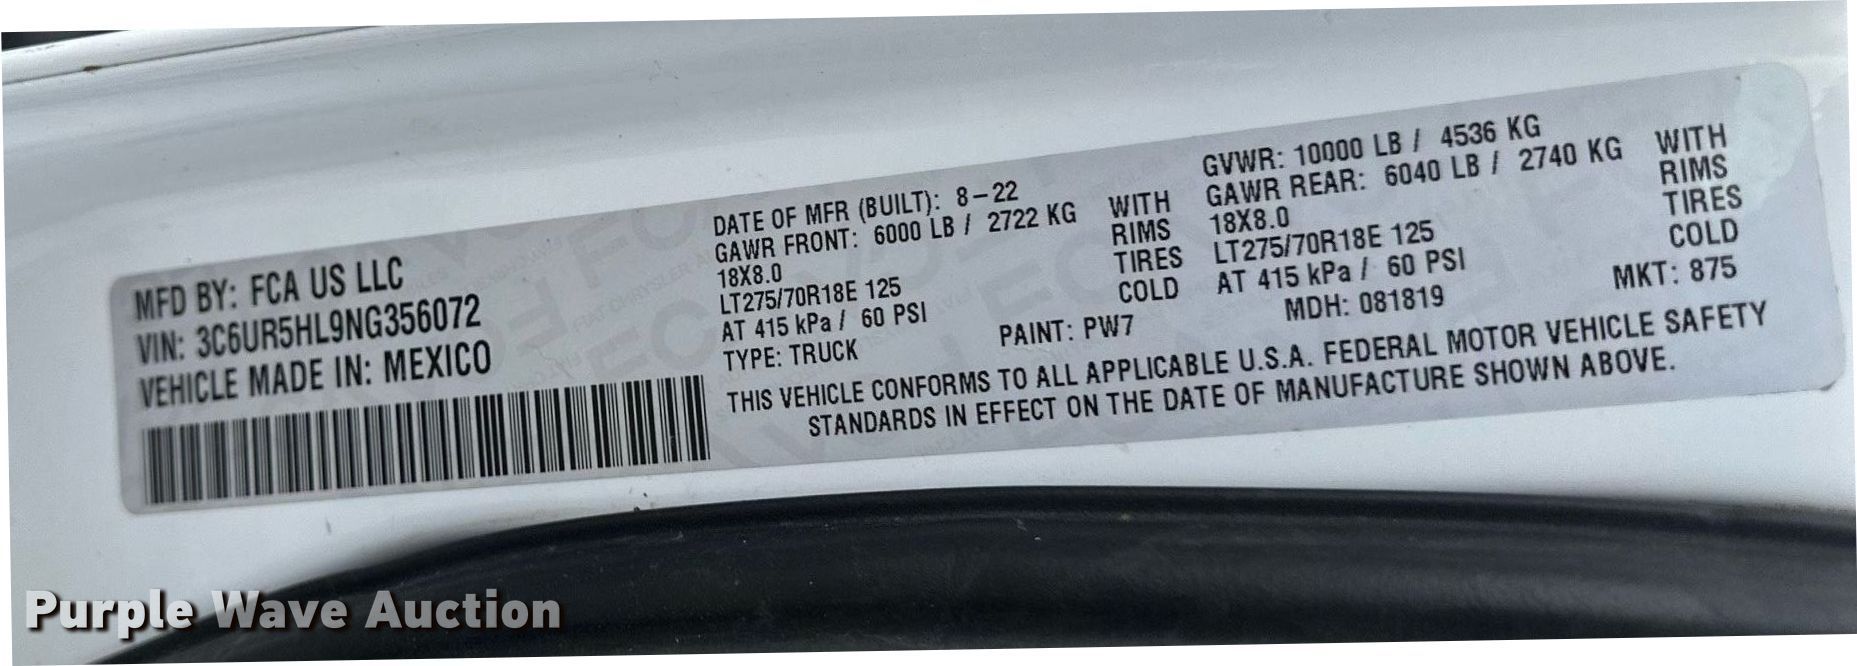 MFD BY: FCA US LLC
VIN: 3C6UR5HL9NG356072
VEHICLE MADE IN: MEXICO
DATE OF MFR (BUILT): 8-22
GAWR FRONT: 6000 LB / 2722 KG WITH
18X8.0 RIMS
LT275/70R18E 125 TIRES
AT 415 kPa / 60 PSI COLD
TYPE: TRUCK PAINT: PW7
GVWR: 10000 LB / 4536 KG
GAWR REAR: 6040 LB / 2740 KG WITH
18X8.0 RIMS
LT275/70R18E 125 TIRES
AT 415 kPa / 60 PSI COLD
MDH: 081819 MKT: 875
THIS VEHICLE CONFORMS TO ALL APPLICABLE U.S.A. FEDERAL MOTOR VEHICLE SAFETY
STANDARDS IN EFFECT ON THE DATE OF MANUFACTURE SHOWN ABOVE.
Purple Wave Auction